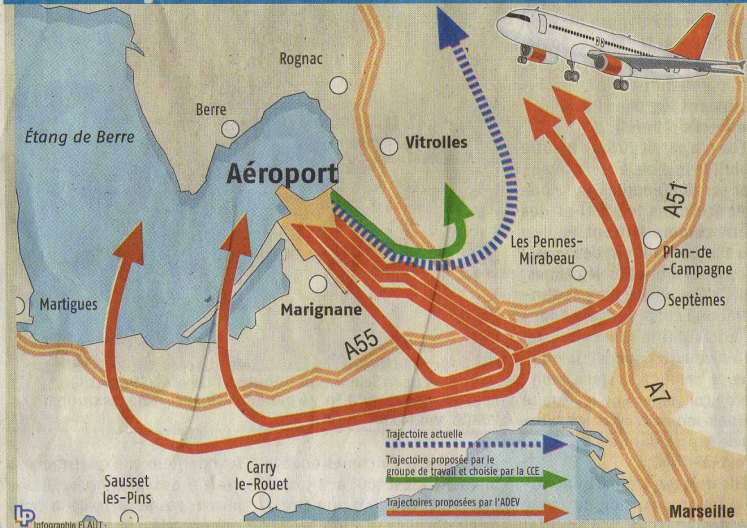 Rognac
Berre
Étang de Berre
Vitrolles
Aéroport
A51
Les Pennes-
Mirabeau
Plan-de
-Campagne
Martigues
Marignane
Septèmes
A55
A7
Trajectoire actuelle
Trajectoire proposée par le
groupe de travail et choisie par la CCE
Trajectoires proposées par l'ADEV
Sausset
les-Pins
Carry
le-Rouet
Marseille
Infographie FLAUT